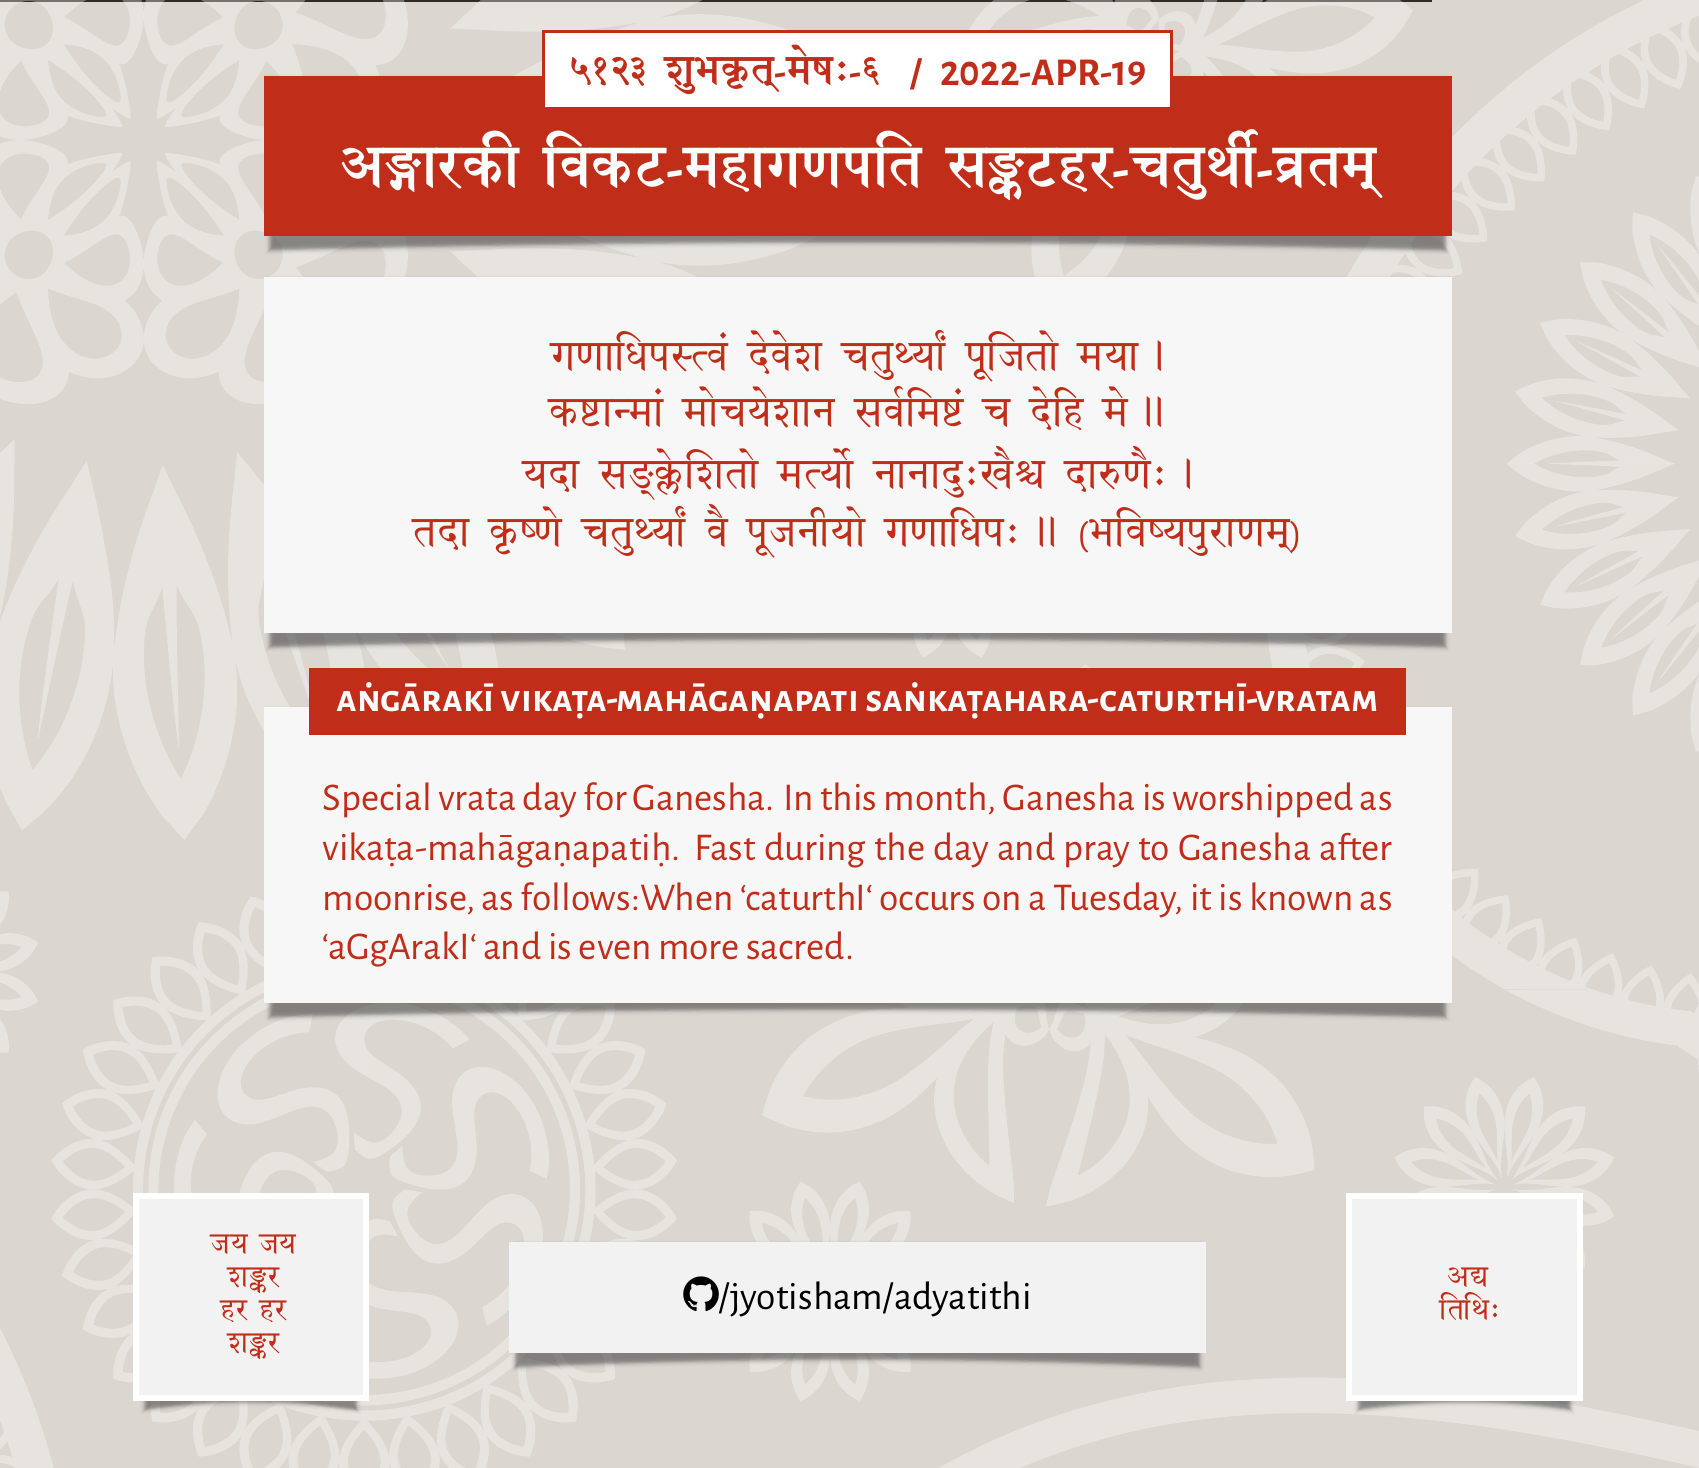 ५१२३ शुभकृत्-मेषः-६ / 2022-APR-19
अङ्गारकी विकट-महागणपति सङ्कटहर-चतुर्थी-व्रतम्
गणाधिपस्त्वं देवेश चतुर्थ्यां पूजितो मया ।
कष्टान्मां मोचयेशान सर्वमिष्टं च देहि मे ॥
यदा सङ्क्लेशितो मर्त्यो नानादुःखैश्च दारुणैः ।
तदा कृष्णे चतुर्थ्यां वै पूजनीयो गणाधिपः ॥ (भविष्यपुराणम्)
AṄGĀRAKĪ VIKAṬA-MAHĀGAṆAPATI SAṄKAṬAHARA-CATURTHĪ-VRATAM
Special vrata day for Ganesha. In this month, Ganesha is worshipped as
vikaṭa-mahāgaṇapatiḥ. Fast during the day and pray to Ganesha after
moonrise, as follows:When ‘caturthI‘ occurs on a Tuesday, it is known as
‘aGgArakI‘ and is even more sacred.
जय जय
शङ्कर
हर हर
शङ्कर
/jyotisham/adyatithi
अद्य
तिथिः